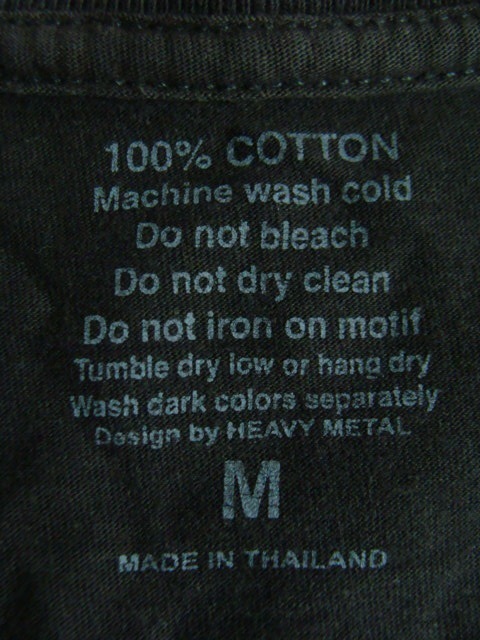 100% COTTON
Machine wash cold
Do not bleach
Do not dry clean
Do not iron on motif
Tumble dry low or hang dry
Wash dark colors separately
Design by HEAVY METAL
M
MADE IN THAILAND